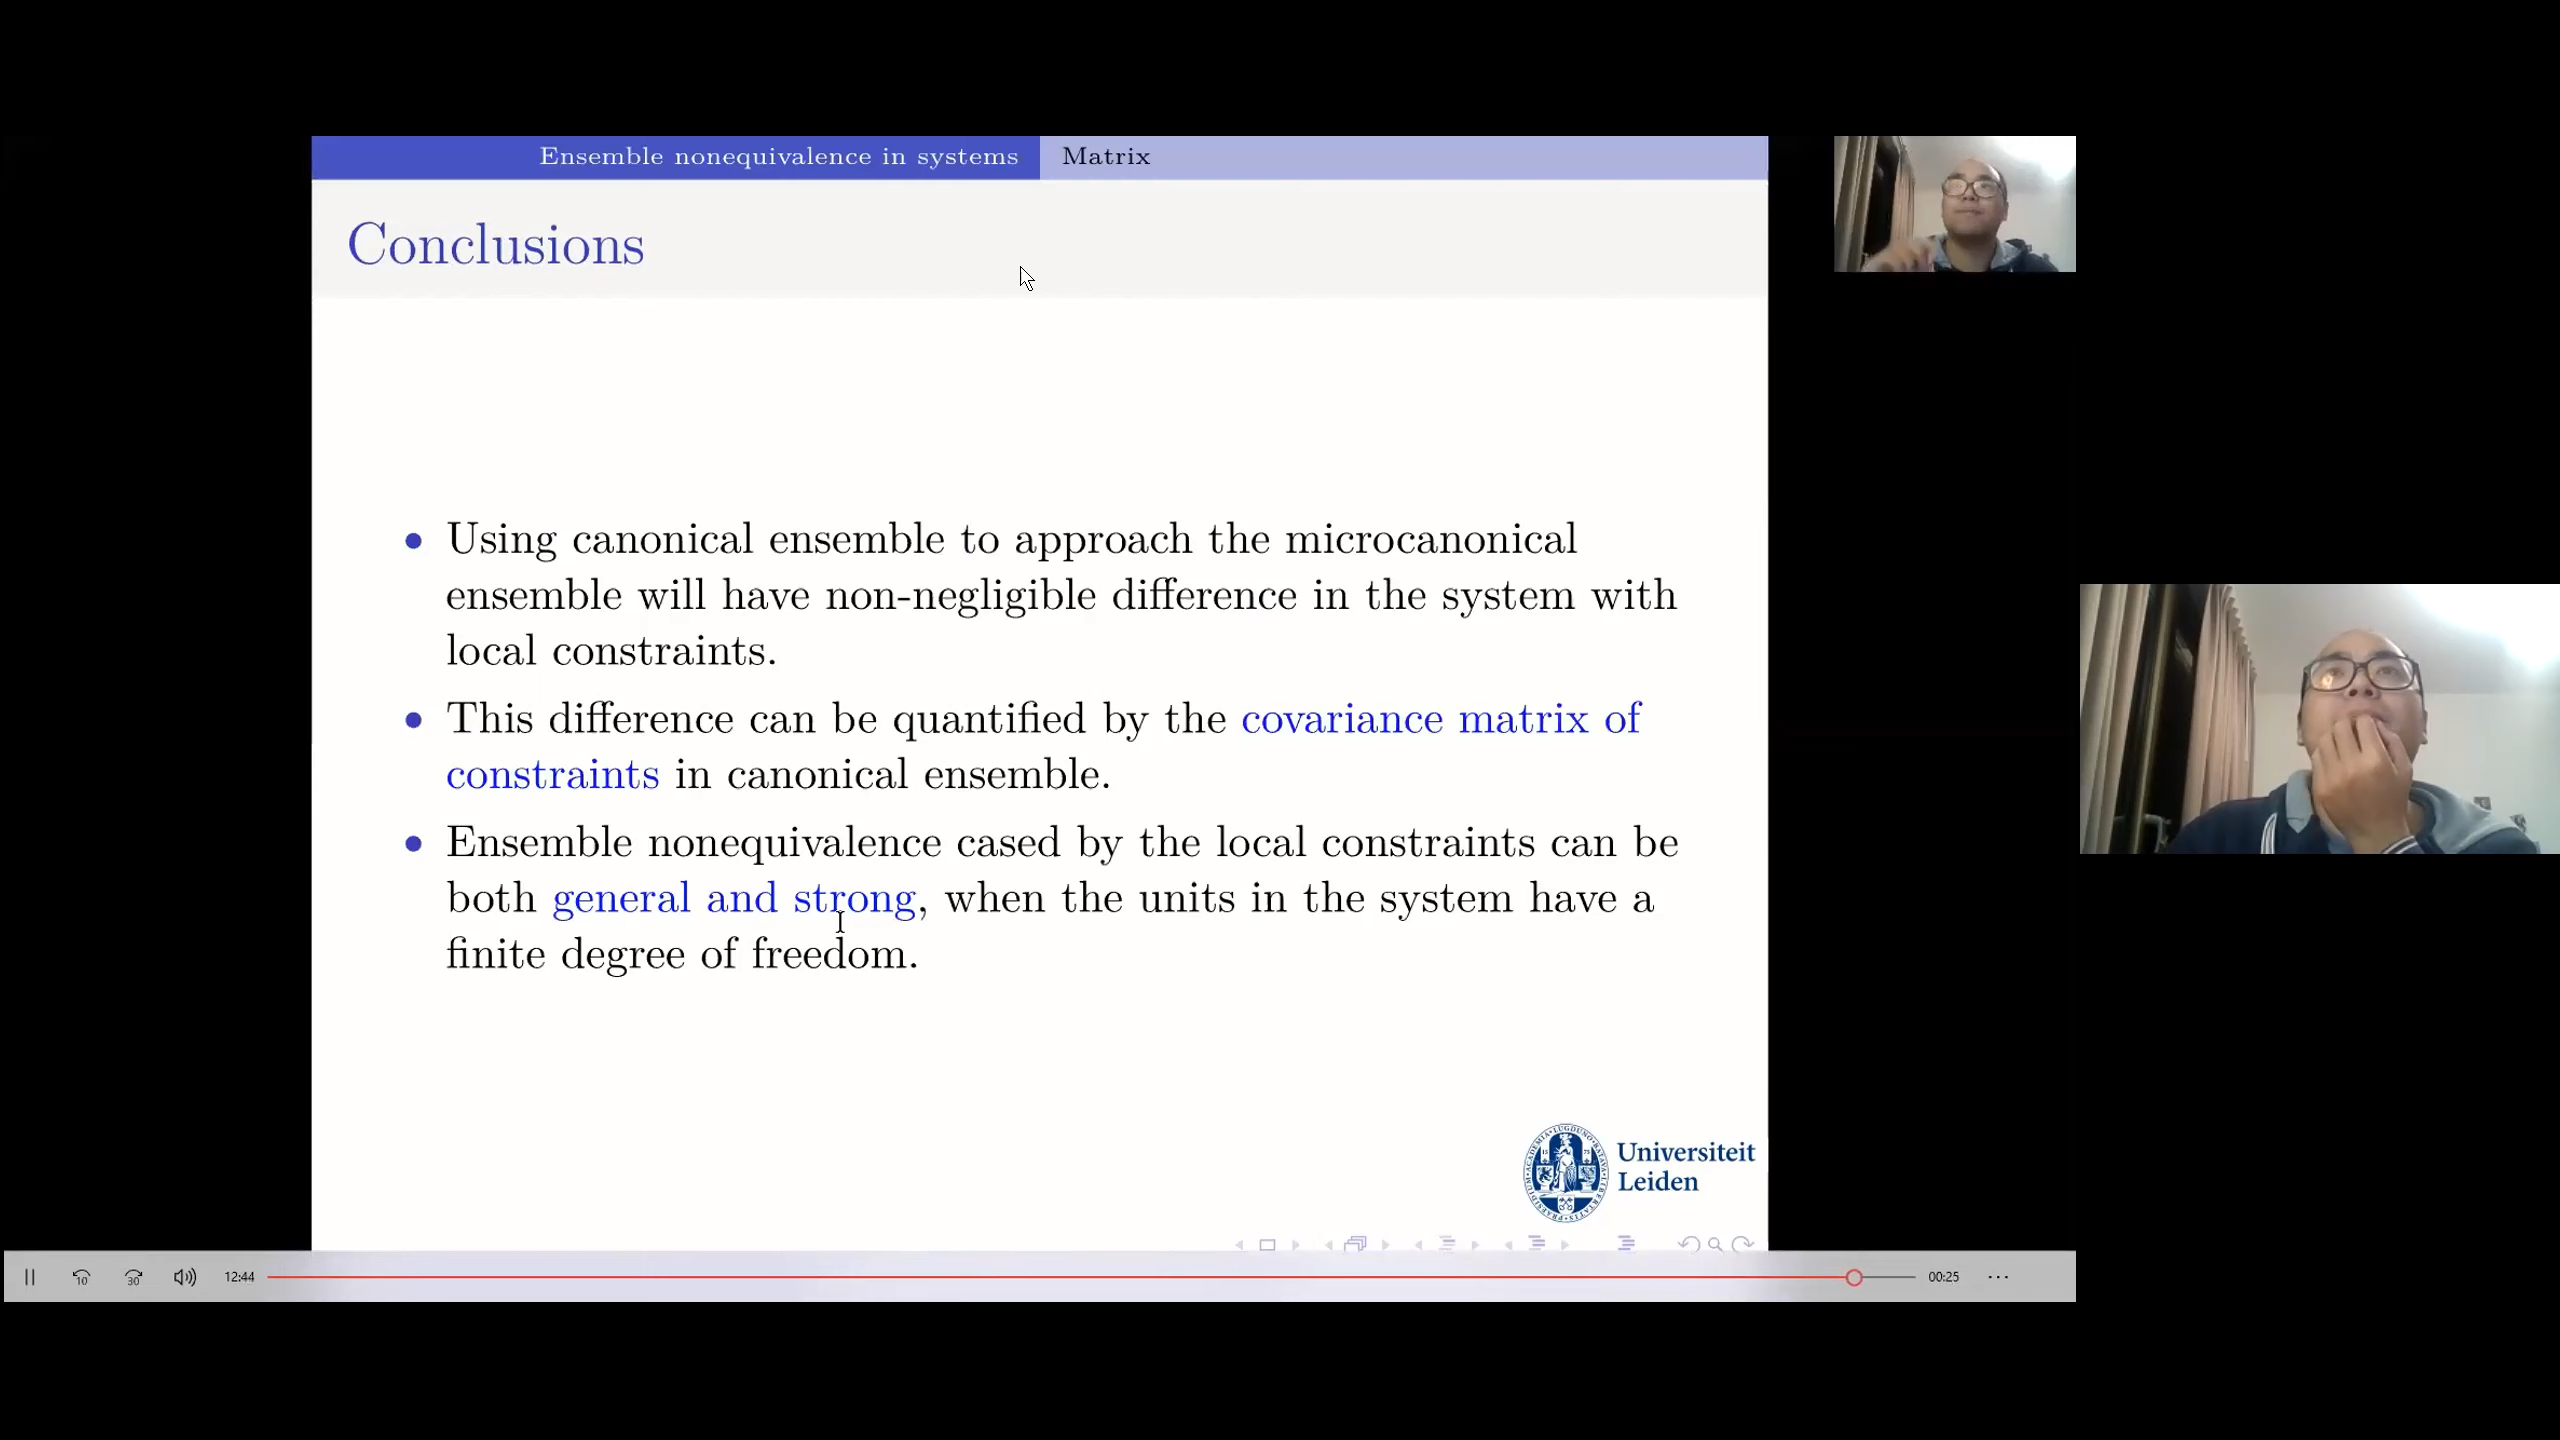 Ensemble nonequivalence in systems
Matrix
Conclusions
Using canonical ensemble to approach the microcanonical
ensemble will have non-negligible difference in the system with
local constraints.
This difference can be quantified by the covariance matrix of
constraints in canonical ensemble.
Ensemble nonequivalence cased by the local constraints can be
both general and strong, when the units in the system have a
finite degree of freedom.
Universiteit
Leiden
10
30
12:44
00:25